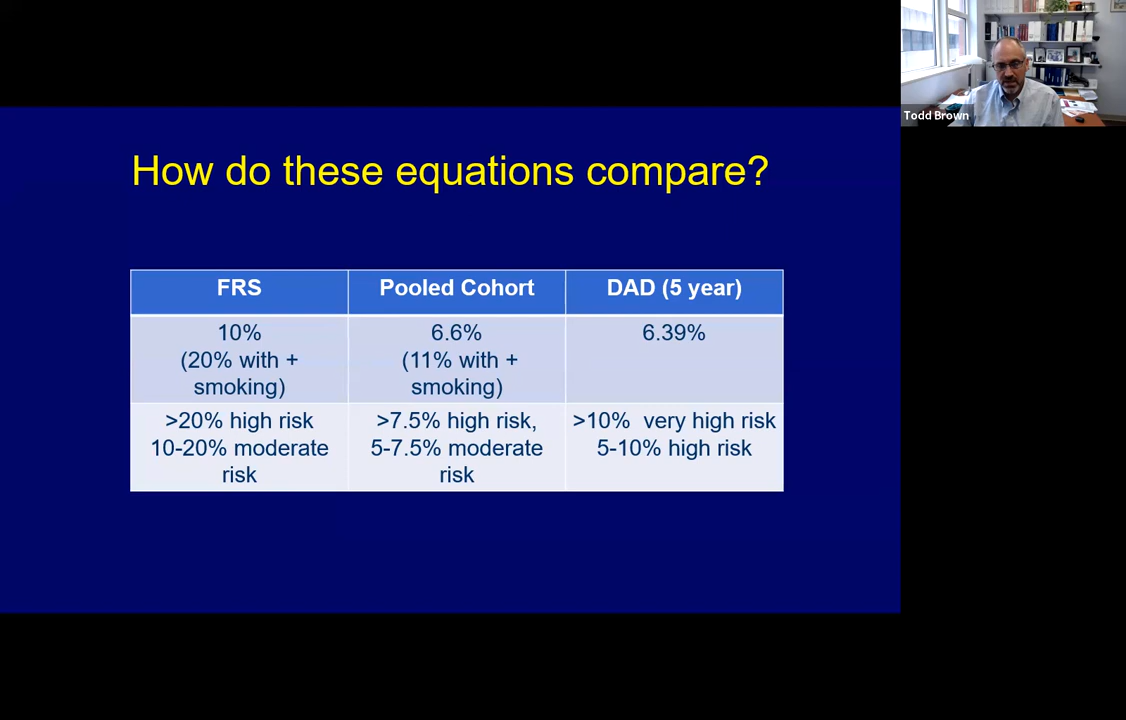 Todd Brown
How do these equations compare?
FRS
Pooled Cohort
DAD (5 year)
10%
(20% with +
smoking)
6.6%
(11% with +
smoking)
6.39%
>20% high risk
10-20% moderate
risk
>7.5% high risk,
5-7.5% moderate
risk
>10%  very high risk
5-10% high risk